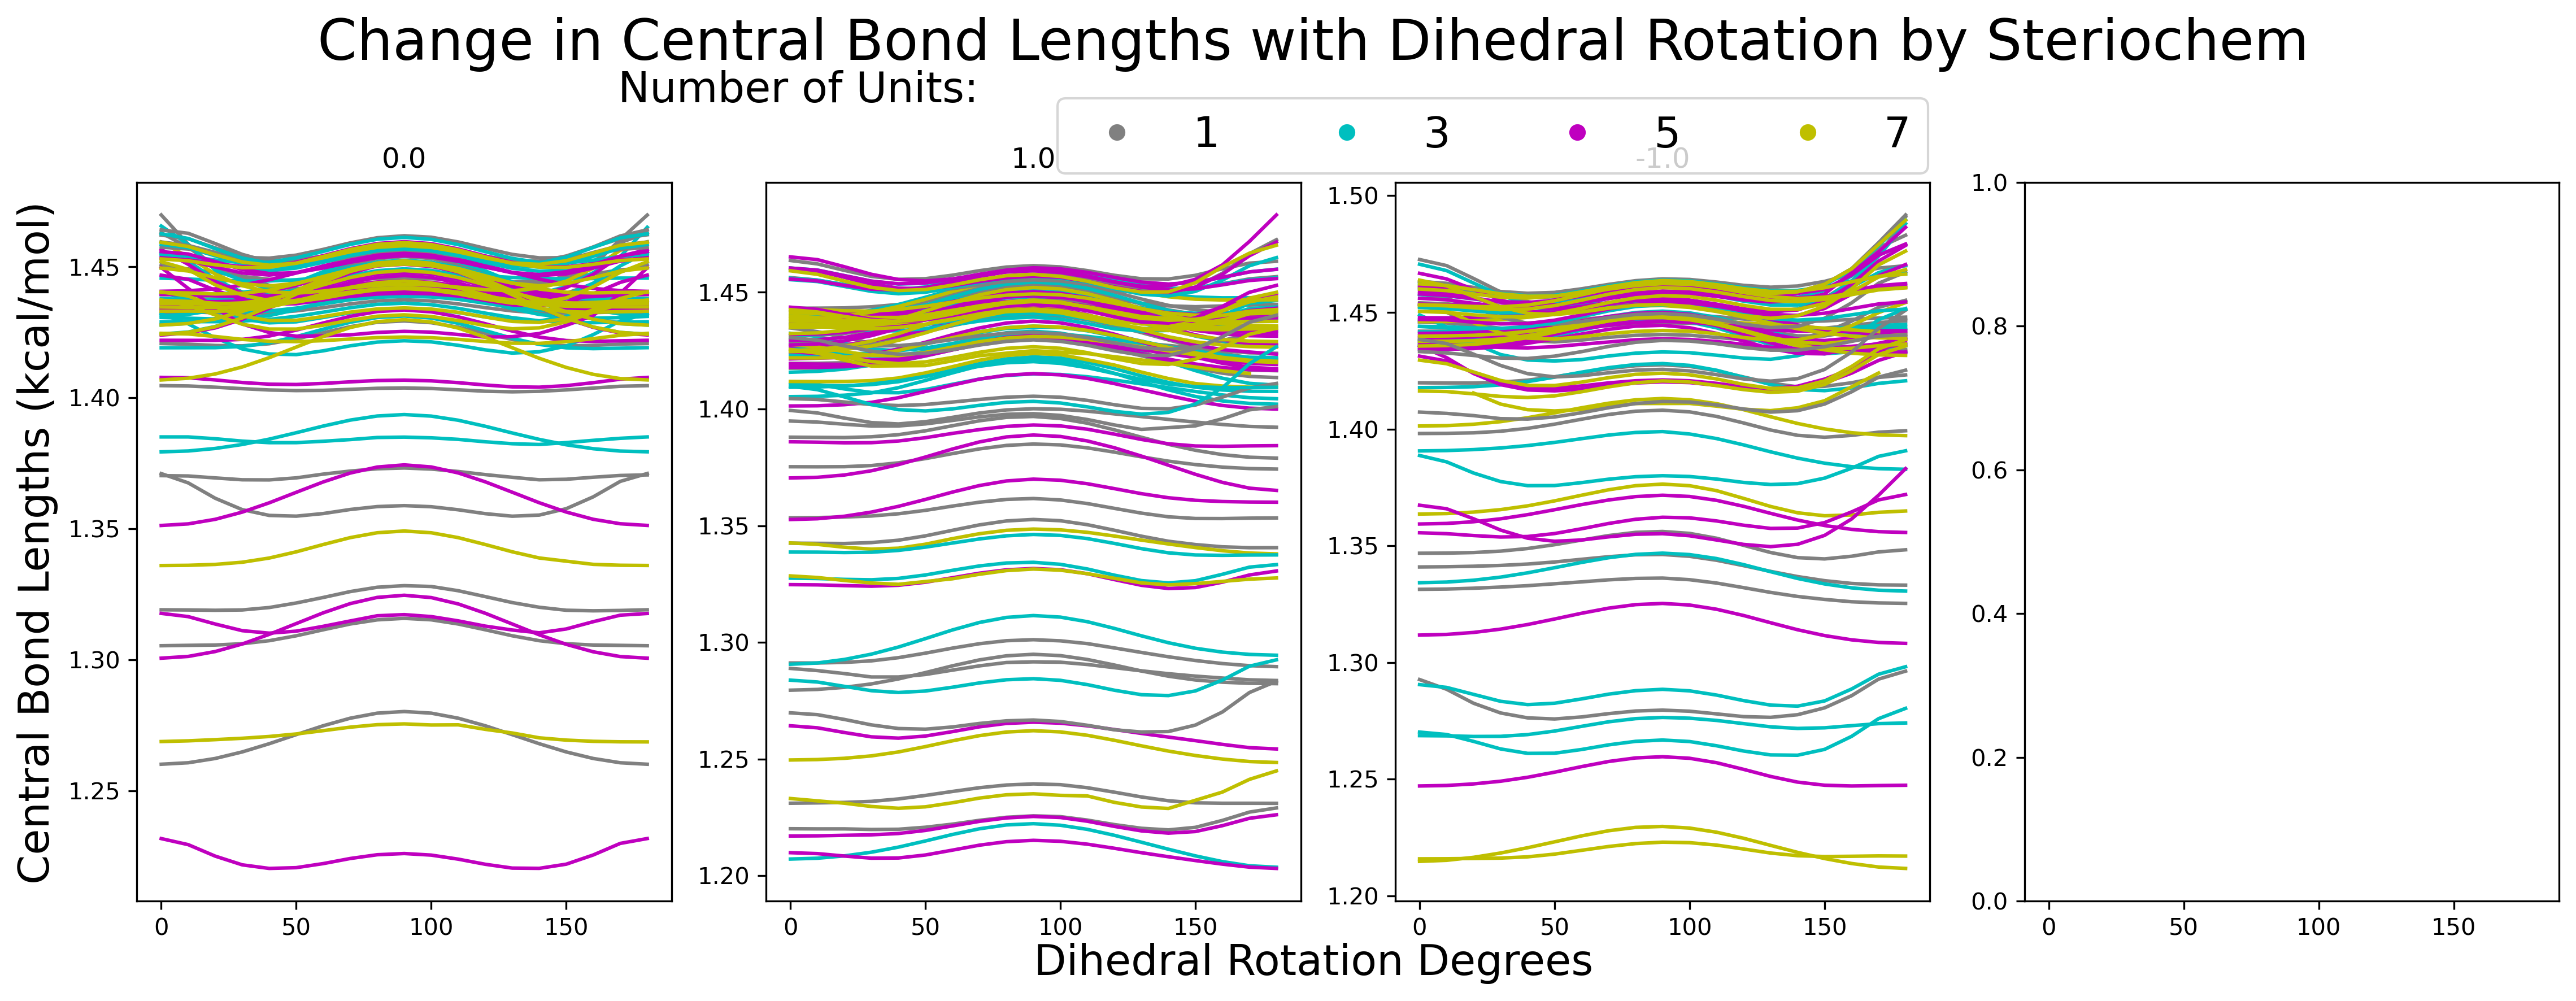 Change in Central Bond Lengths with Dihedral Rotation by Steriochem
Number of Units:
1 3 5 7
0.0 1.0 -1.0
Central Bond Lengths (kcal/mol)
1.45
1.40
1.35
1.30
1.25
0 50 100 150
1.45
1.40
1.35
1.30
1.25
1.20
0 50 100 150
1.50
1.45
1.40
1.35
1.30
1.25
1.20
0 50 100 150
1.0
0.8
0.6
0.4
0.2
0.0
0 50 100 150
Dihedral Rotation Degrees